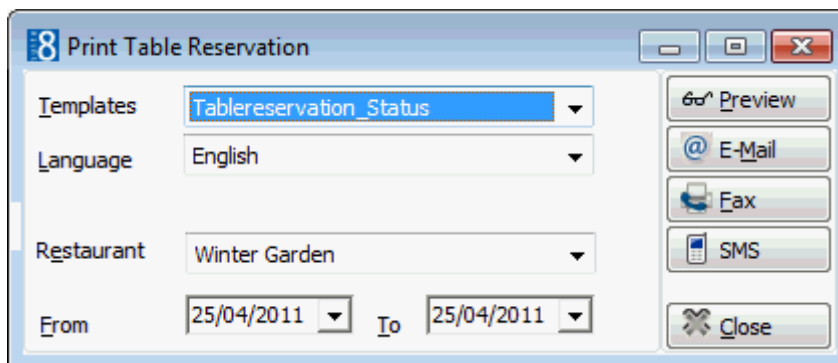 8 Print Table Reservation
Templates Tablereservation_Status
Language English
Restaurant Winter Garden
From 25/04/2011 To 25/04/2011
Preview
@ E-Mail
Fax
SMS
Close